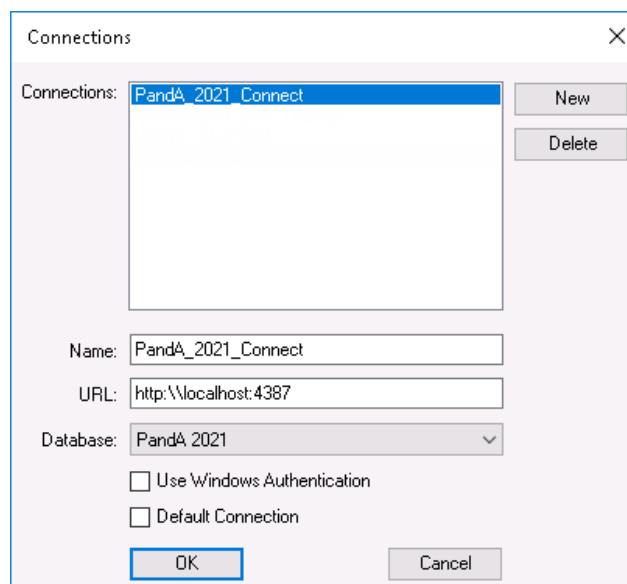 Connections
Connections: PandA_2021_Connect New
Delete
Name: PandA_2021_Connect
URL: http:\\localhost:4387
Database: PandA 2021
Use Windows Authentication
Default Connection
OK Cancel